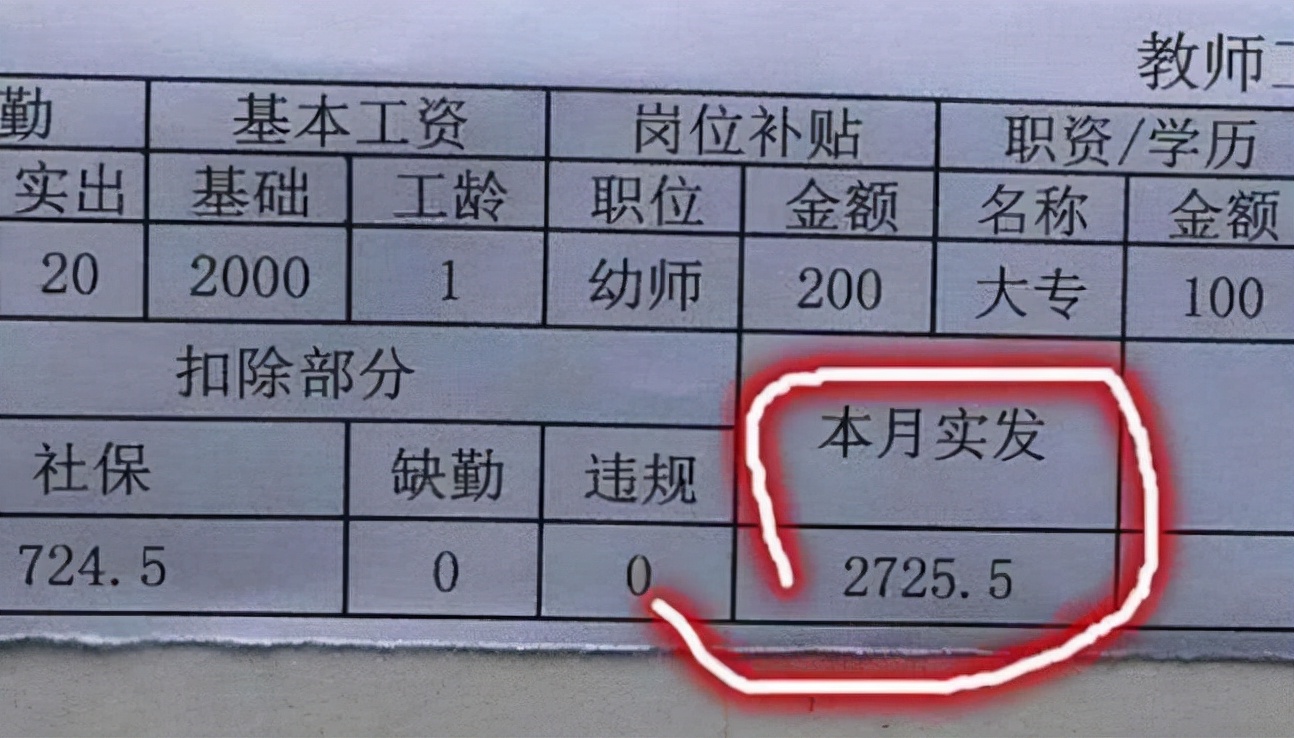 教师工
勤 基本工资 岗位补贴 职资/学历
实出 基础 工龄 职位 金额 名称 金额
20 2000 1 幼师 200 大专 100
扣除部分 本月实发
社保 缺勤 违规
724.5 0 0 2725.5